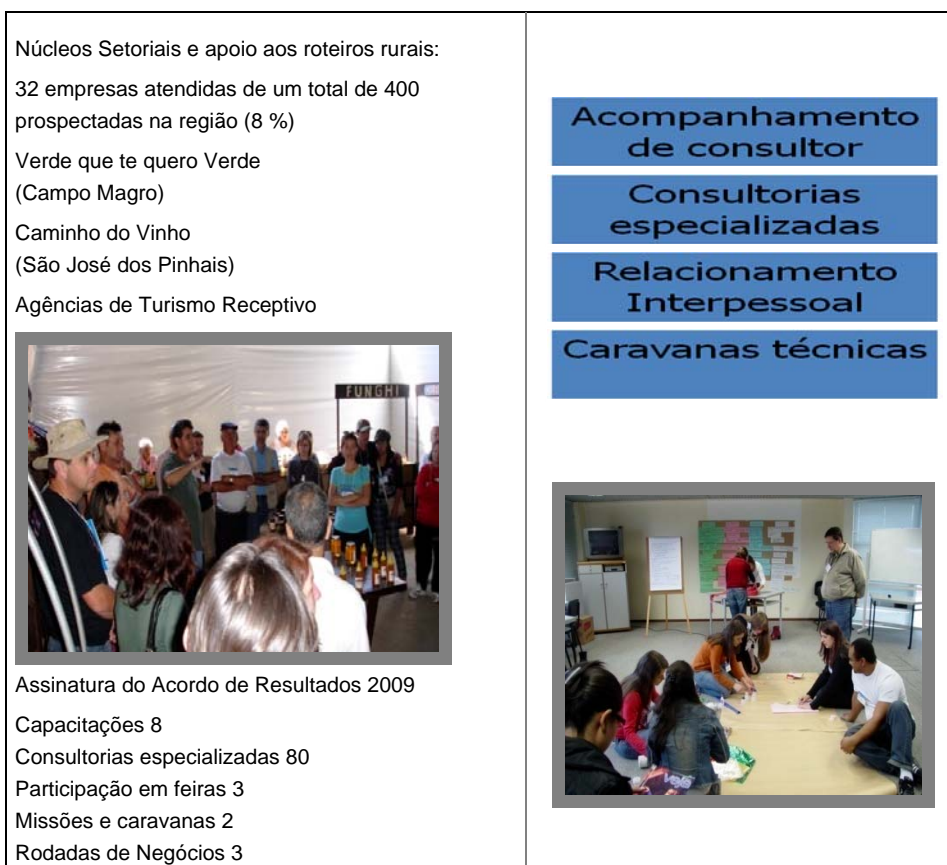 Núcleos Setoriais e apoio aos roteiros rurais:
32 empresas atendidas de um total de 400
prospectadas na região (8 %)
Verde que te quero Verde
(Campo Magro)
Caminho do Vinho
(São José dos Pinhais)
Agências de Turismo Receptivo
FUNGHI
Assinatura do Acordo de Resultados 2009
Capacitações 8
Consultorias especializadas 80
Participação em feiras 3
Missões e caravanas 2
Rodadas de Negócios 3
Acompanhamento
de consultor
Consultorias
especializadas
Relacionamento
Interpessoal
Caravanas técnicas